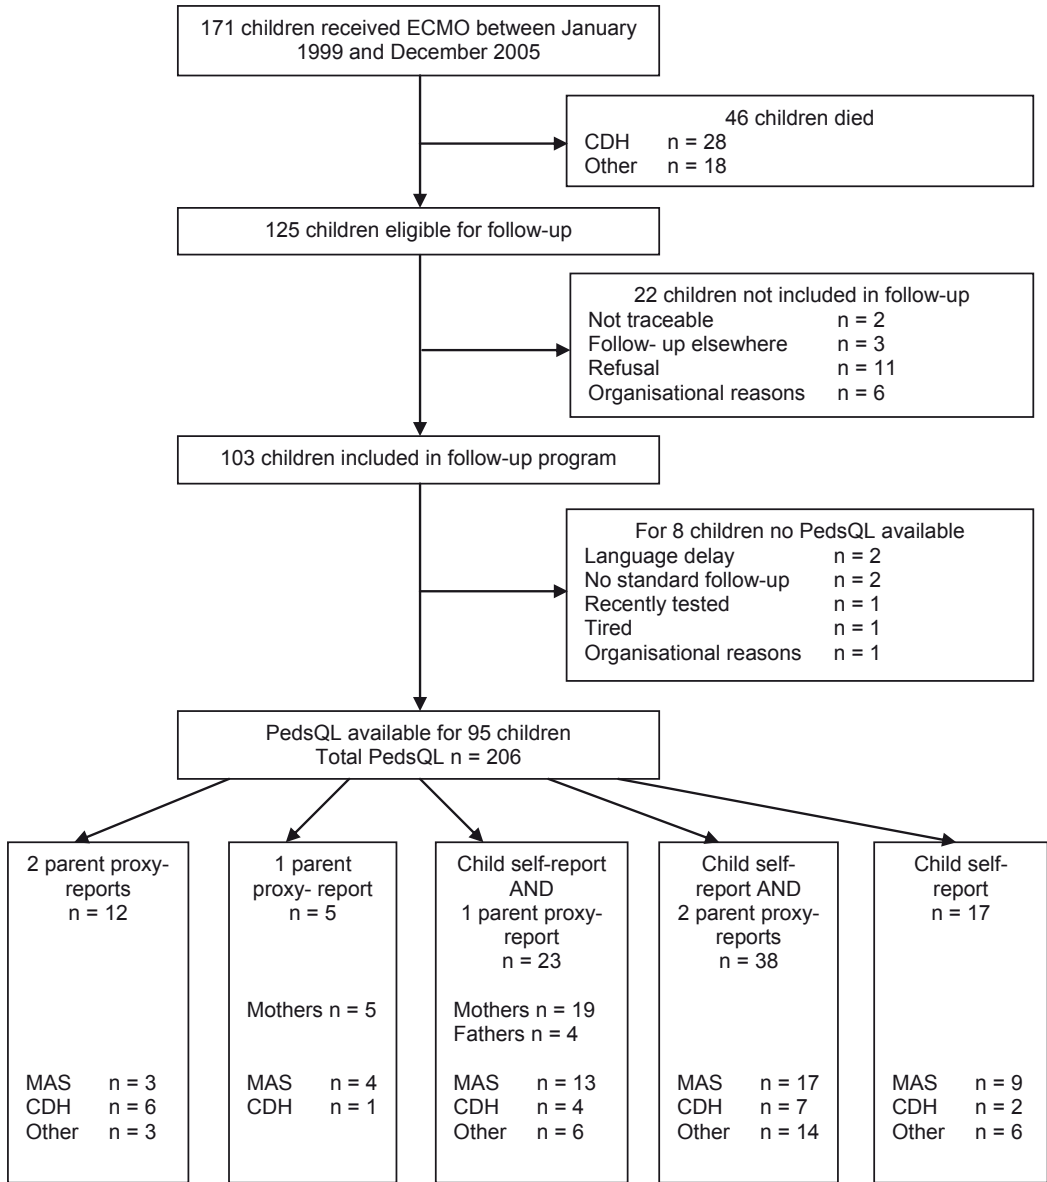 171 children received ECMO between January
1999 and December 2005
46 children died
CDH n = 28
Other n = 18
125 children eligible for follow-up
22 children not included in follow-up
Not traceable n = 2
Follow- up elsewhere n = 3
Refusal n = 11
Organisational reasons n = 6
103 children included in follow-up program
For 8 children no PedsQL available
Language delay n = 2
No standard follow-up n = 2
Recently tested n = 1
Tired n = 1
Organisational reasons n = 1
PedsQL available for 95 children
Total PedsQL n = 206
2 parent proxy-
reports
n = 12
MAS n = 3
CDH n = 6
Other n = 3
1 parent
proxy- report
n = 5
Mothers n = 5
MAS n = 4
CDH n = 1
Child self-report
AND
1 parent proxy-
report
n = 23
Mothers n = 19
Fathers n = 4
MAS n = 13
CDH n = 4
Other n = 6
Child self-
report AND
2 parent proxy-
reports
n = 38
MAS n = 17
CDH n = 7
Other n = 14
Child self-
report
n = 17
MAS n = 9
CDH n = 2
Other n = 6